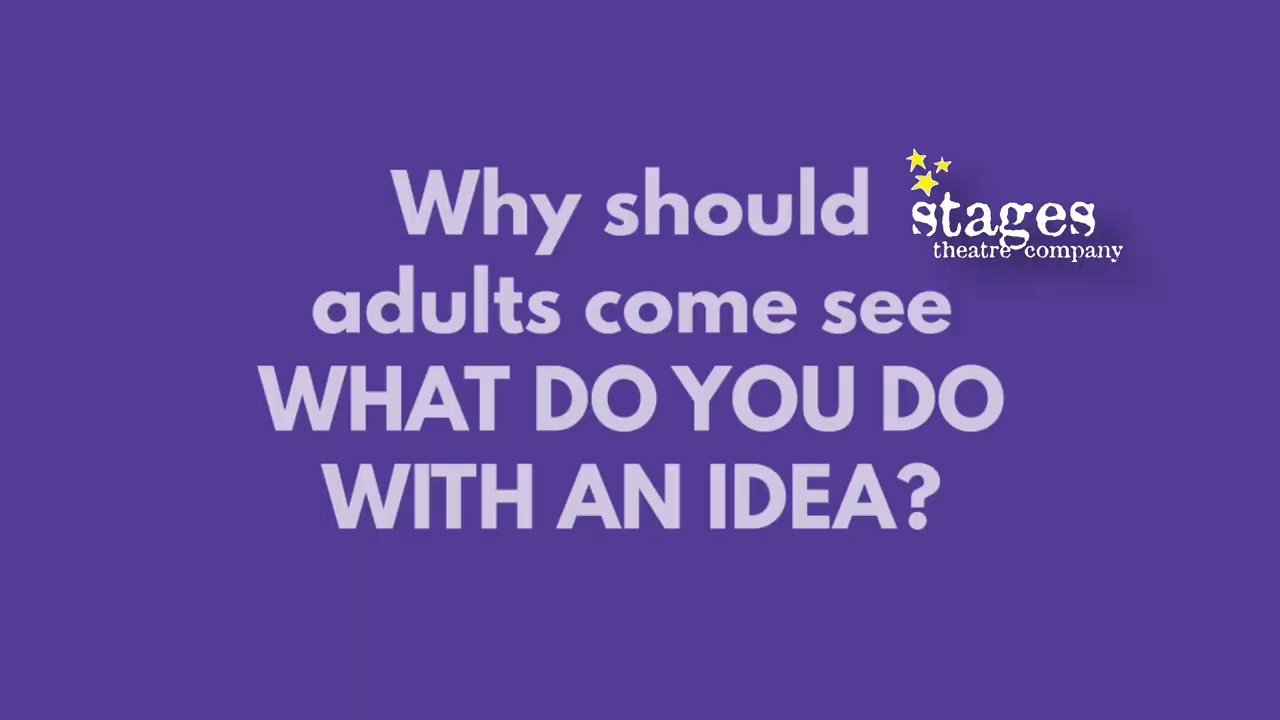 Why should
adults come see
WHAT DO YOU DO
WITH AN IDEA?
stages
theatre company